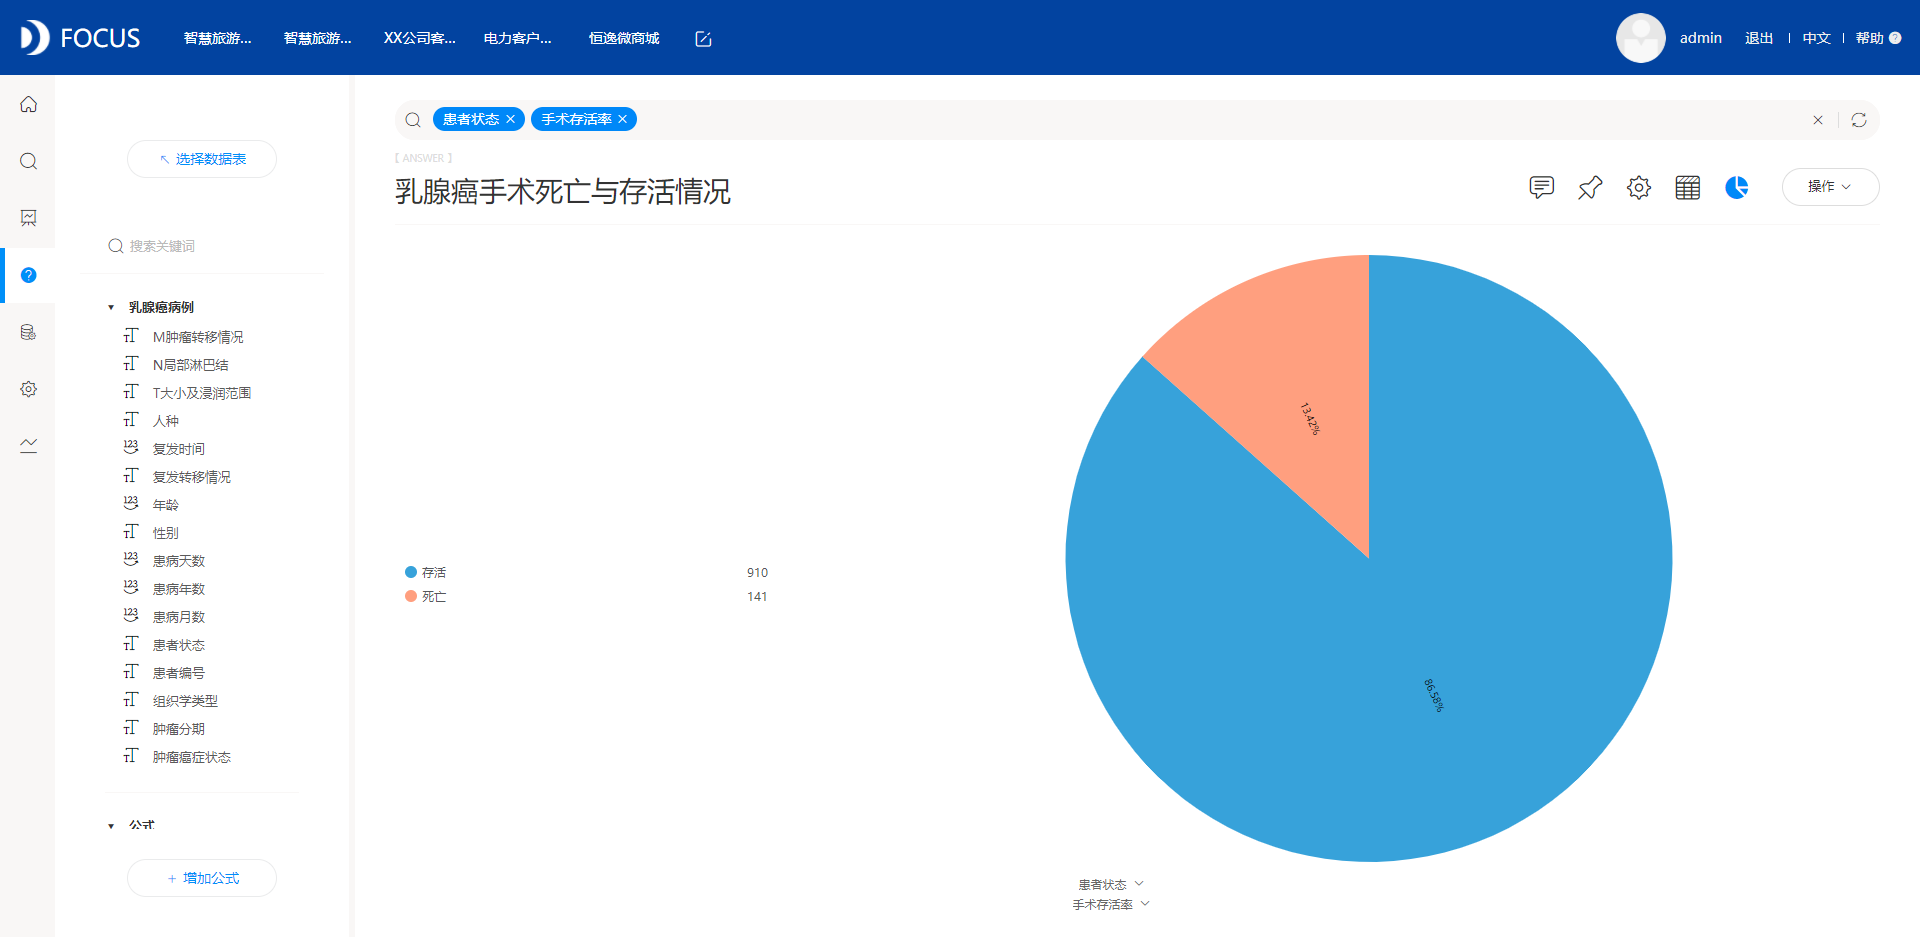 FOCUS 智慧旅游... 智慧旅游... XX公司客... 电力客户... 恒逸微商城 admin 退出 中文 帮助 ?
选择数据表
搜索关键词
乳腺癌病例
M肿瘤转移情况
N局部淋巴结
T大小及浸润范围
人种
123 复发时间
复发转移情况
123 年龄
性别
123 患病天数
123 患病年数
123 患病月数
患者状态
患者编号
组织学类型
肿瘤分期
肿瘤癌症状态
公式
+ 增加公式
患者状态 × 手术存活率 ×
【 ANSWER 】
乳腺癌手术死亡与存活情况
操作
存活 910
死亡 141
13.42%
86.58%
患者状态
手术存活率